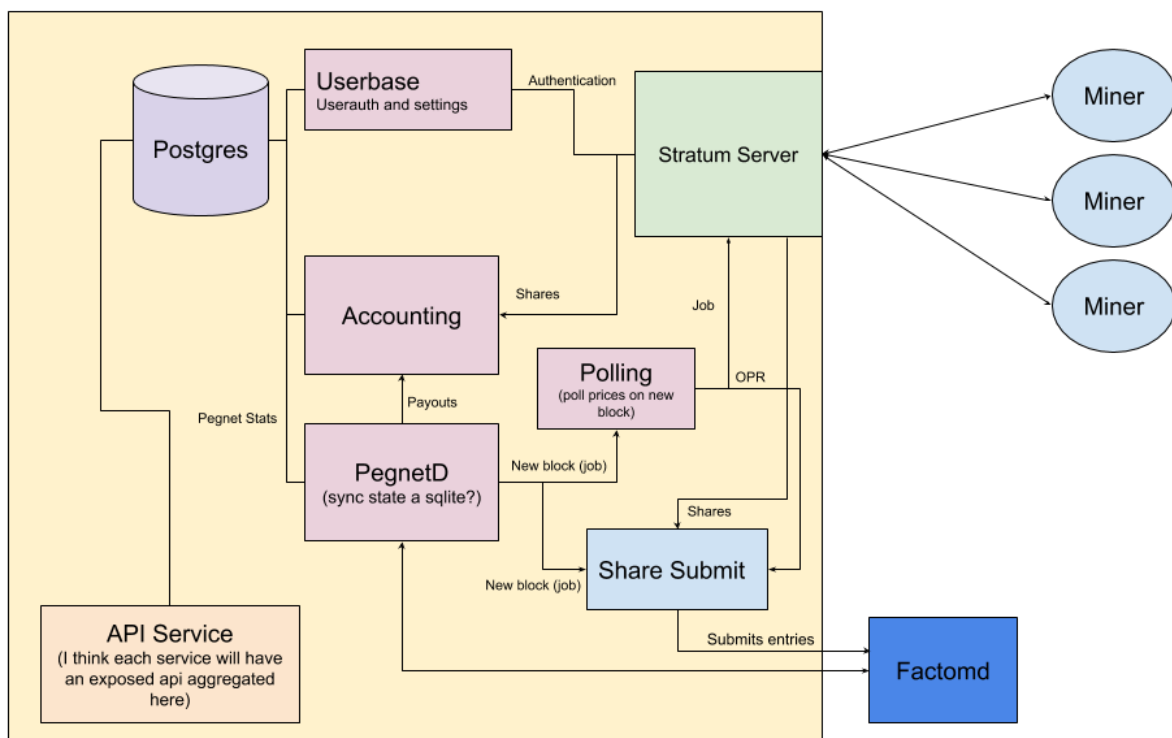 Userbase
Userauth and settings
Authentication
Postgres
Stratum Server
Miner
Miner
Miner
Accounting
Shares
Job
Polling
(poll prices on new
block)
OPR
Payouts
Pegnet Stats
PegnetD
(sync state a sqlite?)
New block (job)
Shares
Share Submit
New block (job)
API Service
(I think each service will have
an exposed api aggregated
here)
Submits entries
Factomd